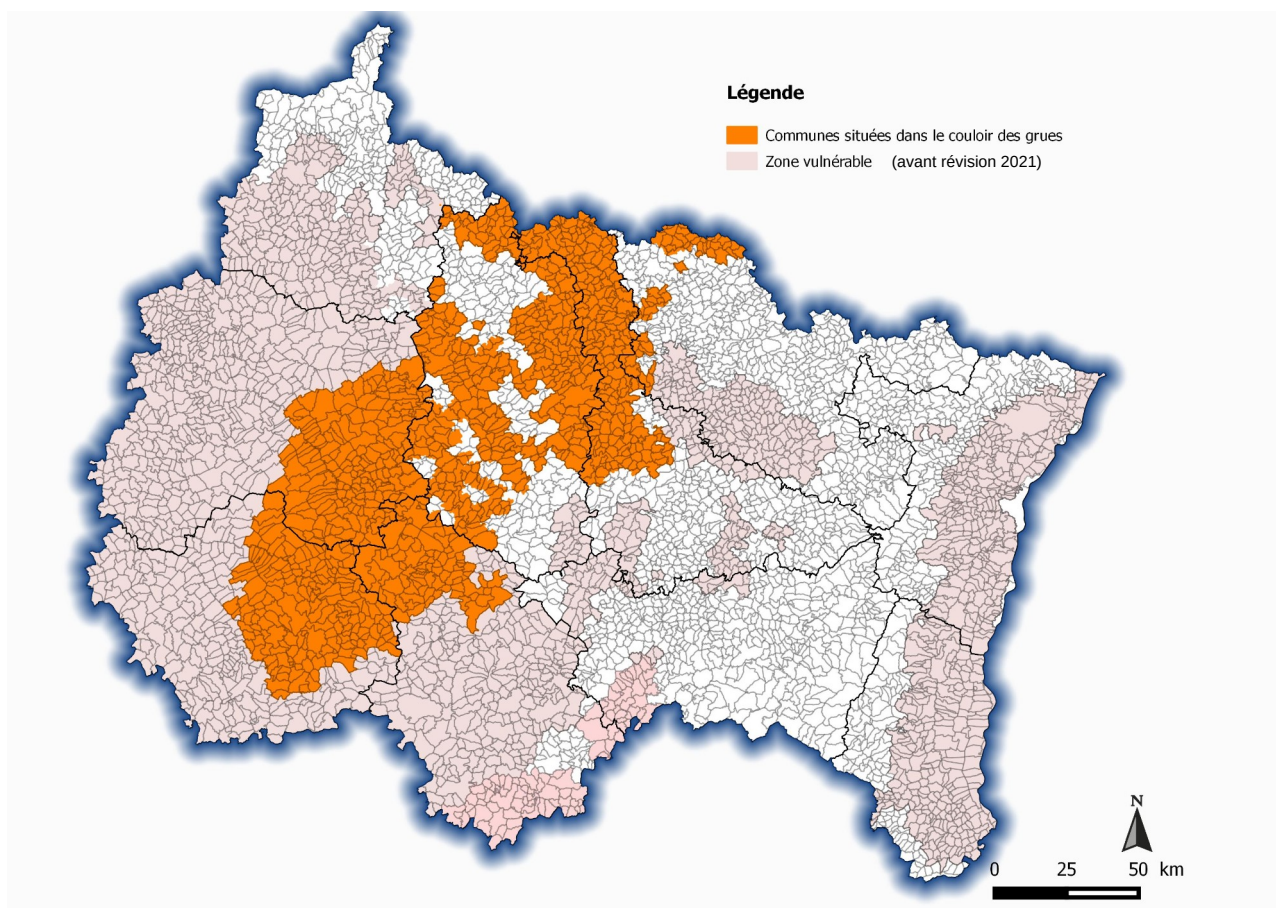 Légende
Communes situées dans le couloir des grues
Zone vulnérable (avant révision 2021)
N
0 25 50 km